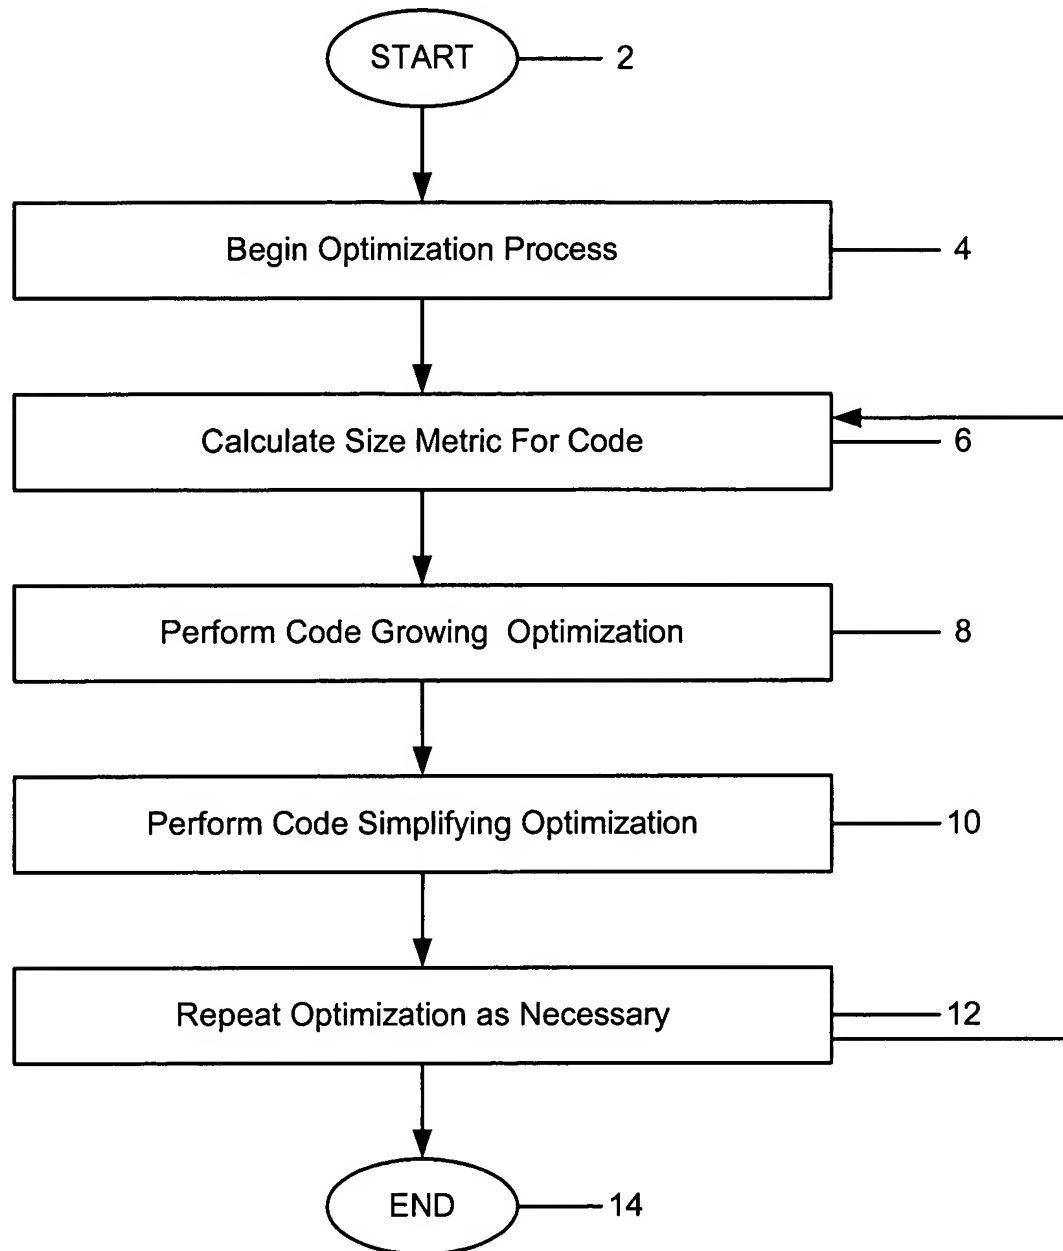 START
2
Begin Optimization Process
4
Calculate Size Metric For Code
6
Perform Code Growing Optimization
8
Perform Code Simplifying Optimization
10
Repeat Optimization as Necessary
12
END
14